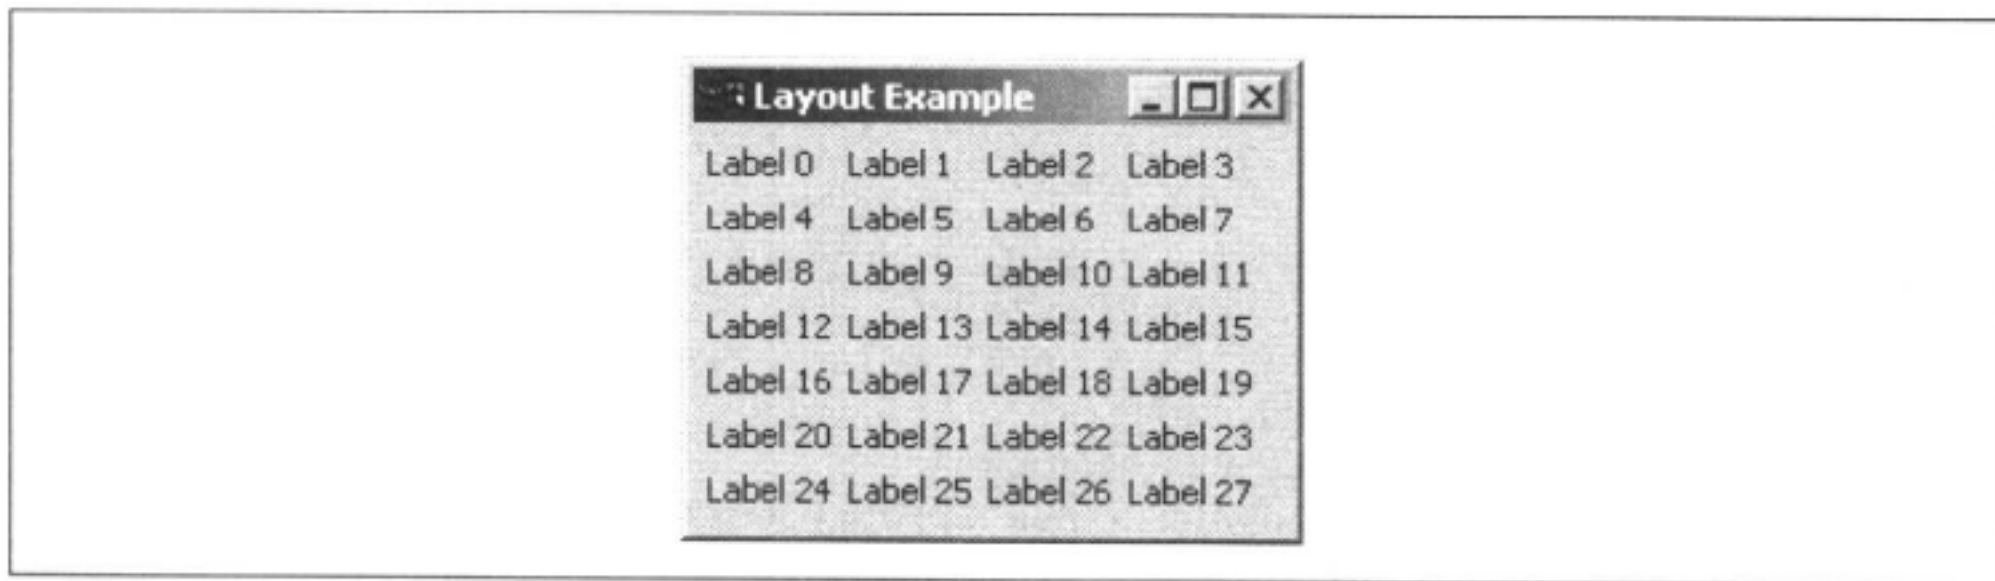 Layout Example
Label 0 Label 1 Label 2 Label 3
Label 4 Label 5 Label 6 Label 7
Label 8 Label 9 Label 10 Label 11
Label 12 Label 13 Label 14 Label 15
Label 16 Label 17 Label 18 Label 19
Label 20 Label 21 Label 22 Label 23
Label 24 Label 25 Label 26 Label 27